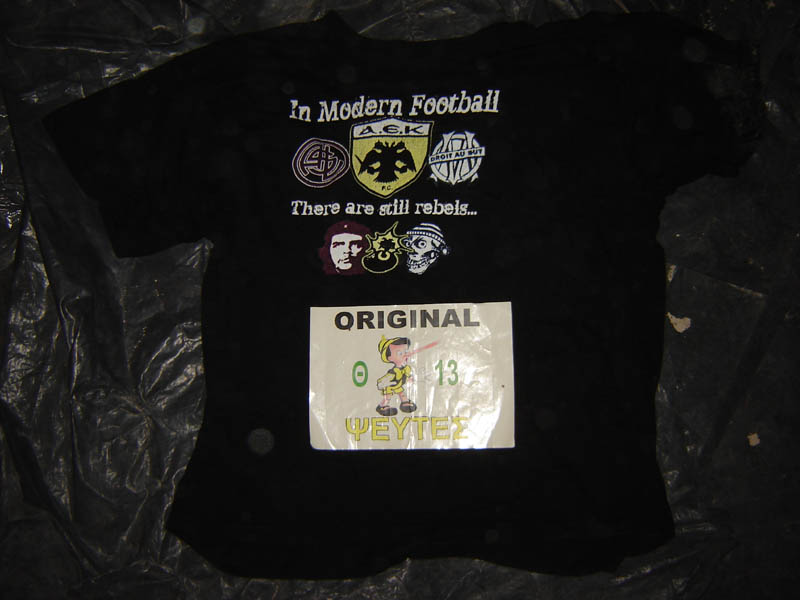 In Modern Football
A.E.K
F.C.
DROIT AU BUT
There are still rebels...
ORIGINAL
Θ 13
ΨΕΥΤΕΣ